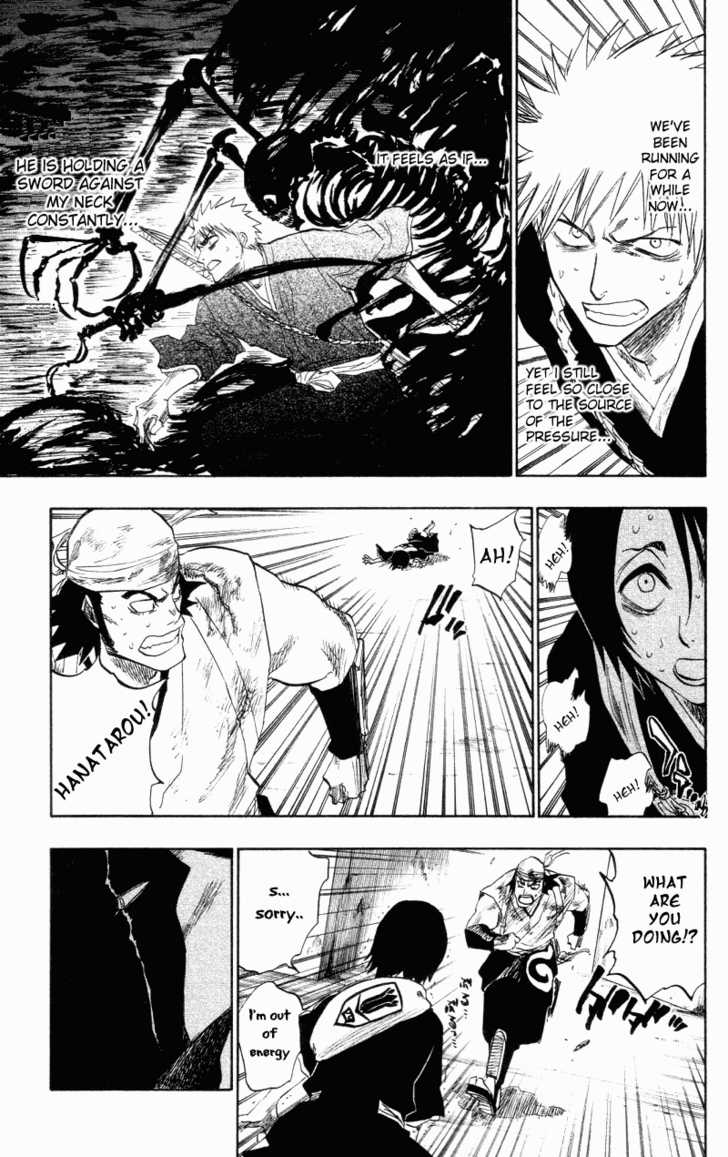 WE'VE
BEEN
RUNNING
FOR A
WHILE
NOW!..
YET I STILL
FEEL SO CLOSE
TO THE SOURCE
OF THE
PRESSURE...
IT FEELS AS IF...
HE IS HOLDING A
SWORD AGAINST
MY NECK
CONSTANTLY...
HEH!
HEH!
HEH!
AH!
HANATAROU!
WHAT
ARE
YOU
DOING!?
s...
sorry..
I'm out
of
energy